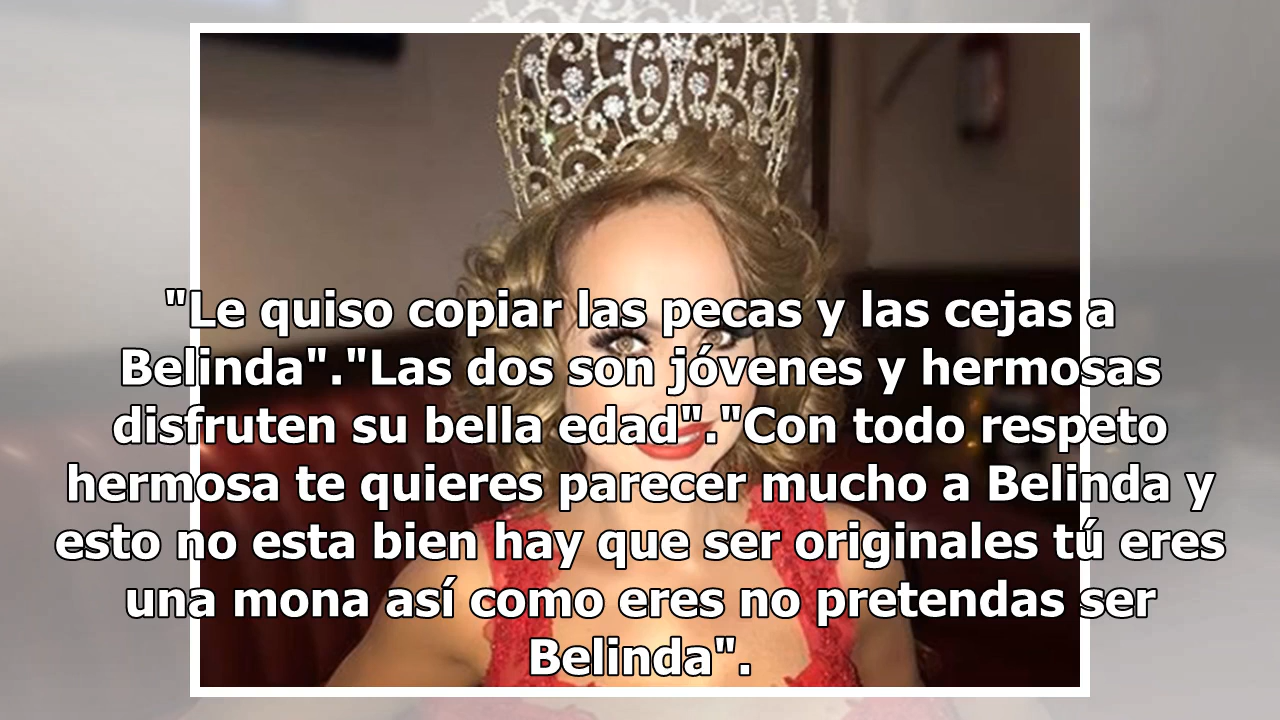 "Le quiso copiar las pecas y las cejas a
Belinda"."Las dos son jóvenes y hermosas
disfruten su bella edad"."Con todo respeto
hermosa te quieres parecer mucho a Belinda y
esto no esta bien hay que ser originales tú eres
una mona así como eres no pretendas ser
Belinda".